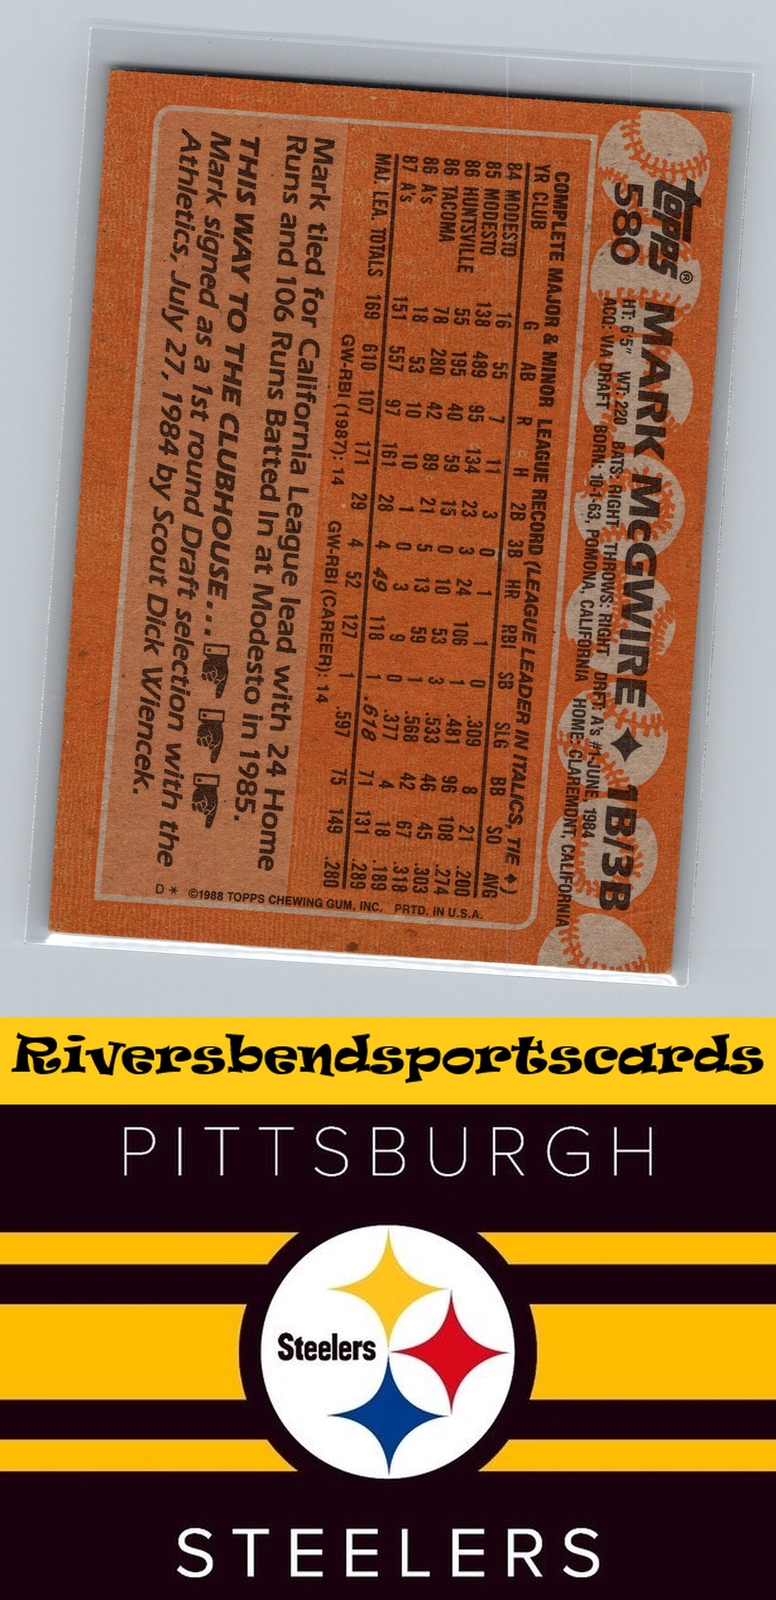 topps®
580 MARK McGWIRE ♦ 1B/3B
HT: 6'5" WT: 220 BATS: RIGHT THROWS: RIGHT DRFT: A's #1-JUNE, 1984
ACQ: VIA DRAFT BORN: 10-1-63, POMONA, CALIFORNIA HOME: CLAREMONT, CALIFORNIA
COMPLETE MAJOR & MINOR LEAGUE RECORD (LEAGUE LEADER IN ITALICS, TIE ♦)
YR CLUB G AB R H 2B 3B HR RBI SB SLG BB SO AVG
84 MODESTO 16 55 7 11 3 0 1 1 0 .309 8 21 .200
85 MODESTO 138 489 95 134 23 3 24 106 1 .481 96 108 .274
86 HUNTSVILLE 55 195 40 59 15 0 10 53 3 .533 46 45 .303
86 TACOMA 78 280 42 89 21 5 13 59 1 .568 42 67 .318
86 A's 18 53 10 10 1 0 3 9 0 .377 4 18 .189
87 A's 151 557 97 161 28 4 49 118 1 .618 71 131 .289
MAJ. LEA. TOTALS 169 610 107 171 29 4 52 127 1 .597 75 149 .280
GW-RBI (1987): 14 GW-RBI (CAREER): 14
Mark tied for California League lead with 24 Home
Runs and 106 Runs Batted In at Modesto in 1985.
THIS WAY TO THE CLUBHOUSE...
Mark signed as a 1st round Draft selection with the
Athletics, July 27, 1984 by Scout Dick Wiencek.
D * ©1988 TOPPS CHEWING GUM, INC. PRTD. IN U.S.A.
Riversbendsportscards
PITTSBURGH
Steelers
STEELERS